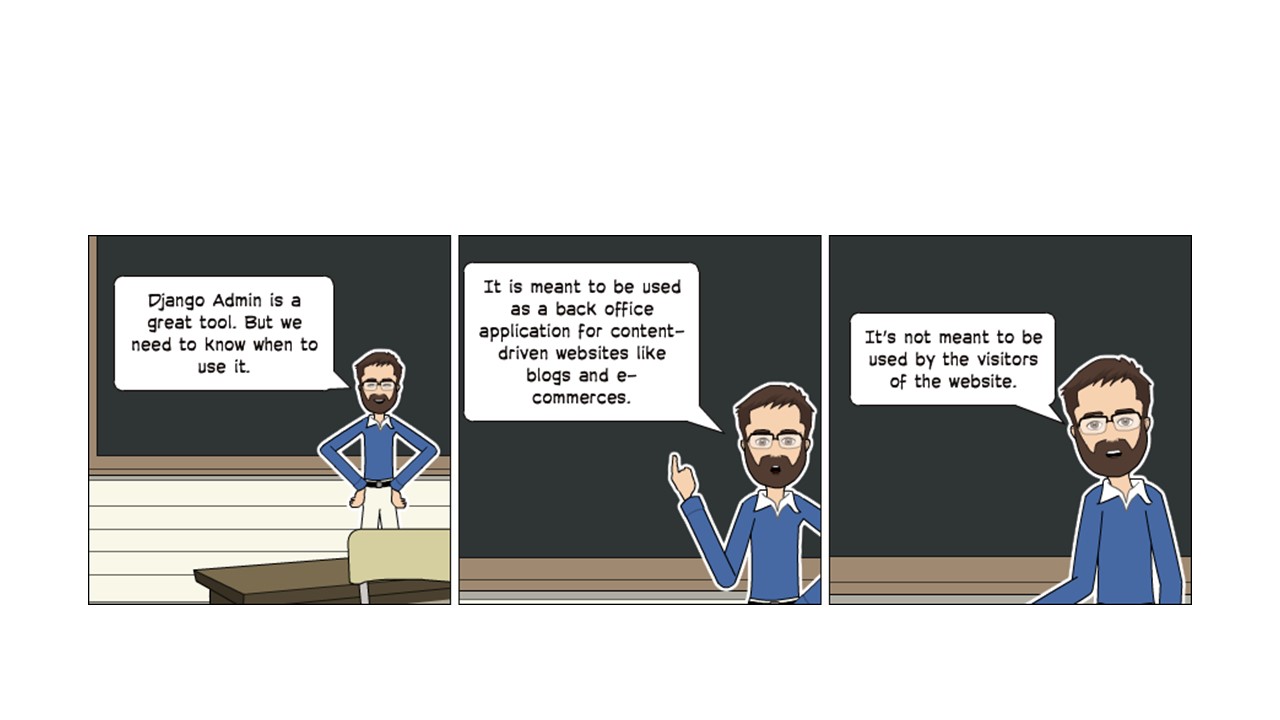 Django Admin is a
great tool. But we
need to know when to
use it.
It is meant to be used
as a back office
application for content-
driven websites like
blogs and e-
commerces.
It's not meant to be
used by the visitors
of the website.